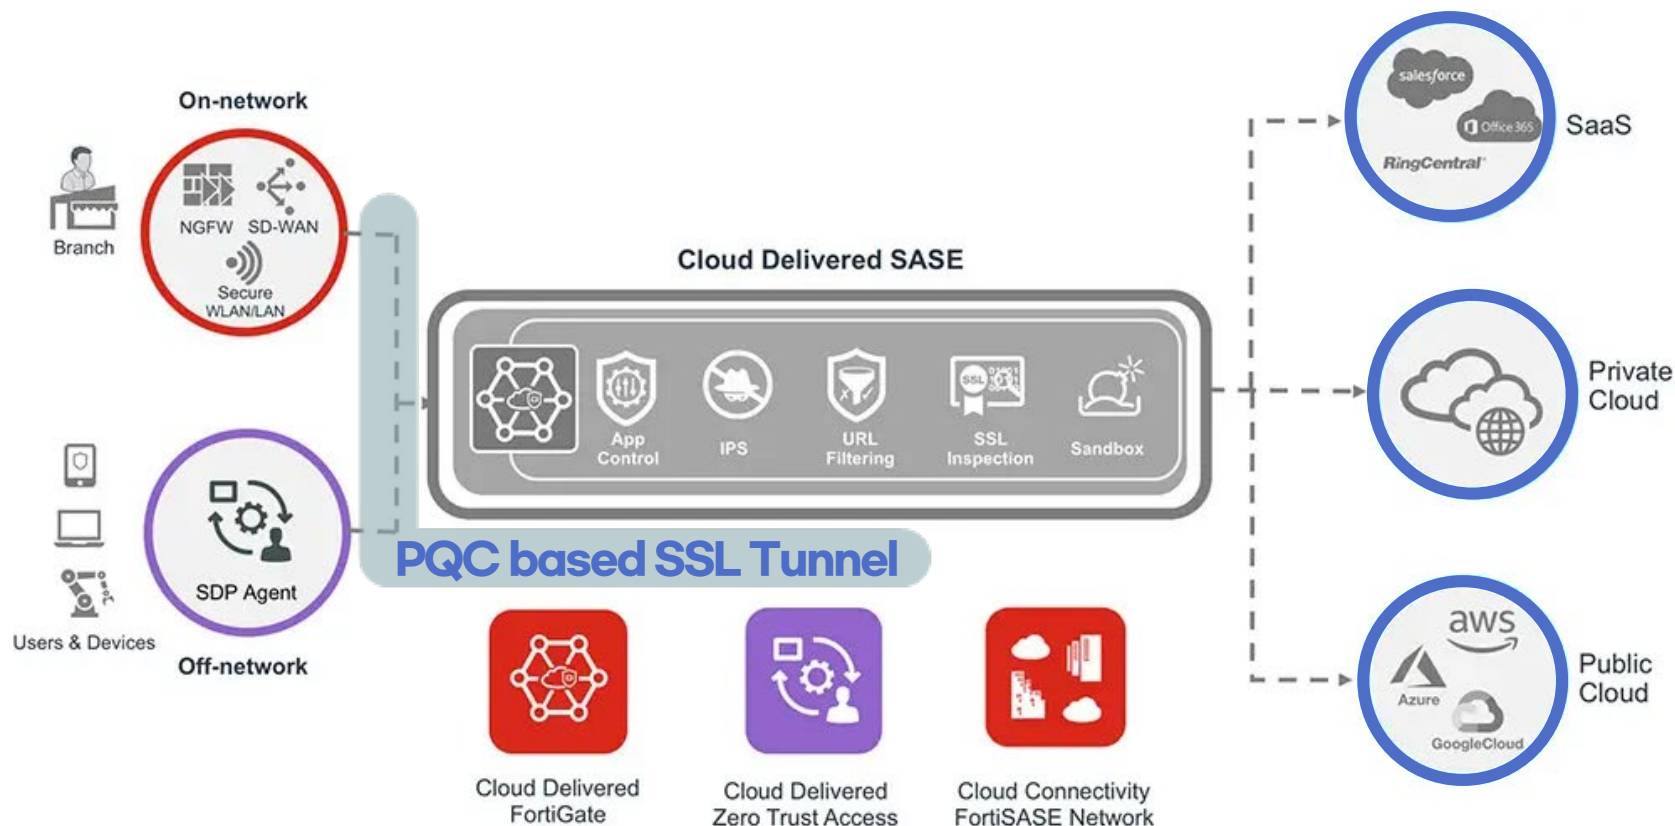 On-network
Branch
NGFW SD-WAN
Secure
WLAN/LAN
Cloud Delivered SASE
App
Control
IPS
URL
Filtering
SSL
SSL
Inspection
Sandbox
PQC based SSL Tunnel
SDP Agent
Users & Devices
Off-network
salesforce
Office 365
RingCentral
SaaS
Private
Cloud
aws
Azure
GoogleCloud
Public
Cloud
Cloud Delivered
FortiGate
Cloud Delivered
Zero Trust Access
Cloud Connectivity
FortiSASE Network